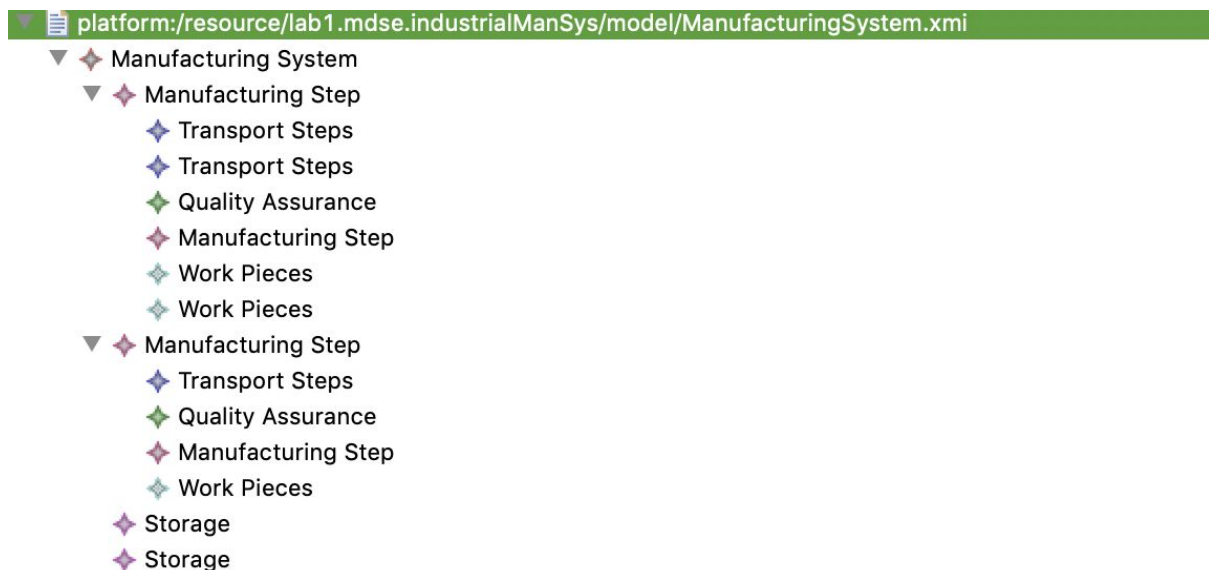 platform:/resource/lab1.mdse.industrialManSys/model/ManufacturingSystem.xmi
Manufacturing System
Manufacturing Step
Transport Steps
Transport Steps
Quality Assurance
Manufacturing Step
Work Pieces
Work Pieces
Manufacturing Step
Transport Steps
Quality Assurance
Manufacturing Step
Work Pieces
Storage
Storage